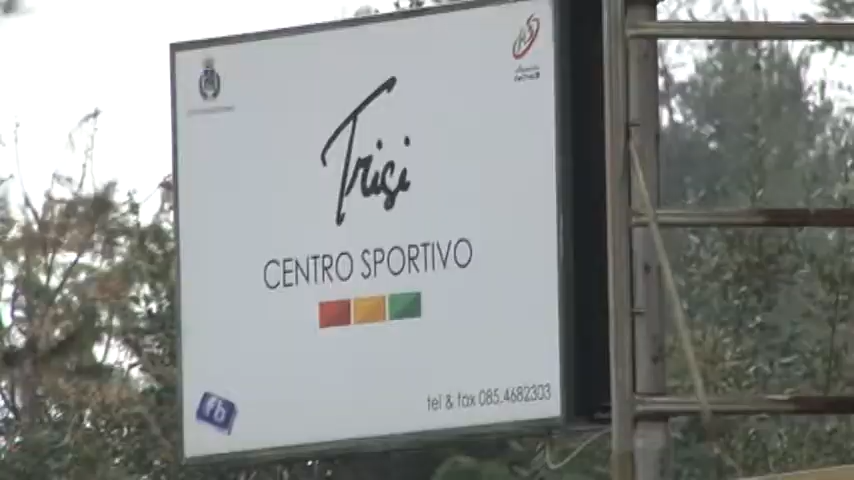 Trisi
CENTRO SPORTIVO
fb
tel & fax 085.4682303